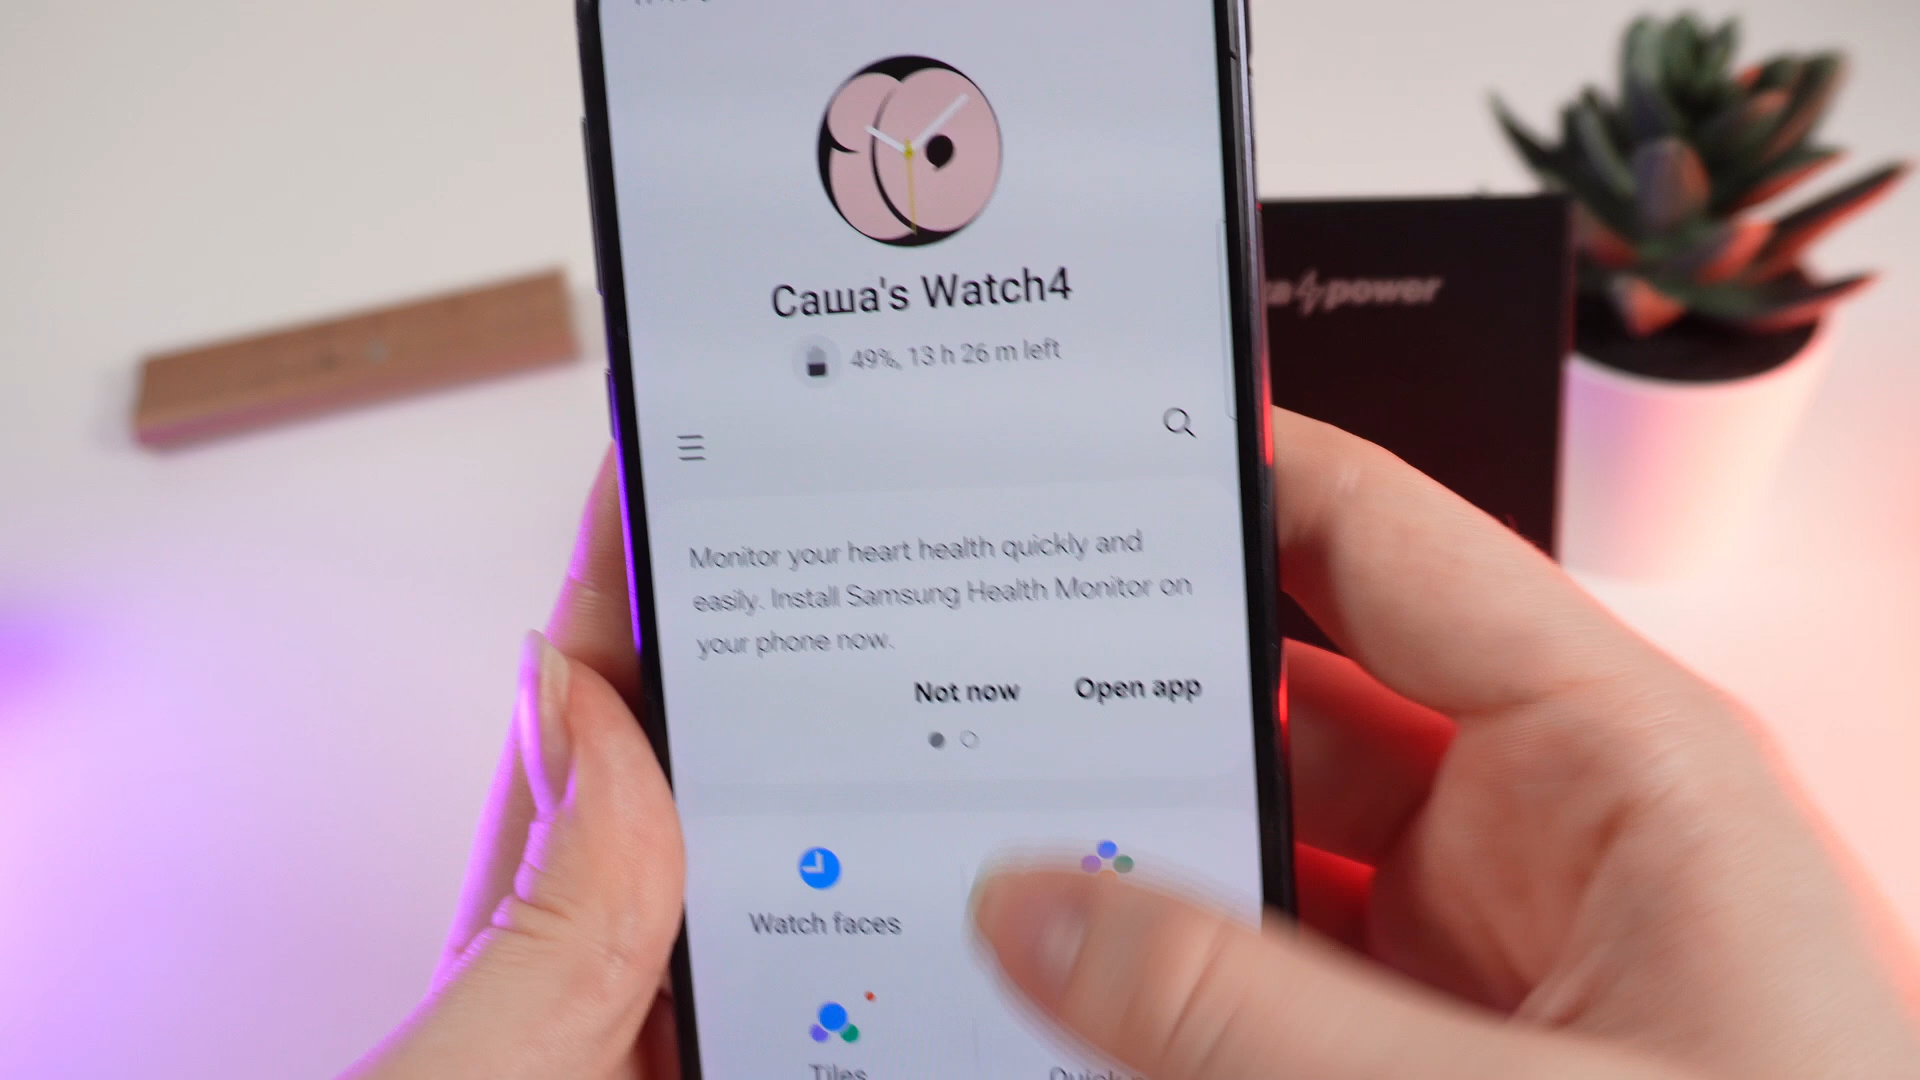 Саша's Watch4
49%, 13 h 26 m left
power
Monitor your heart health quickly and
easily. Install Samsung Health Monitor on
your phone now.
Not now Open app
Watch faces
Tiles